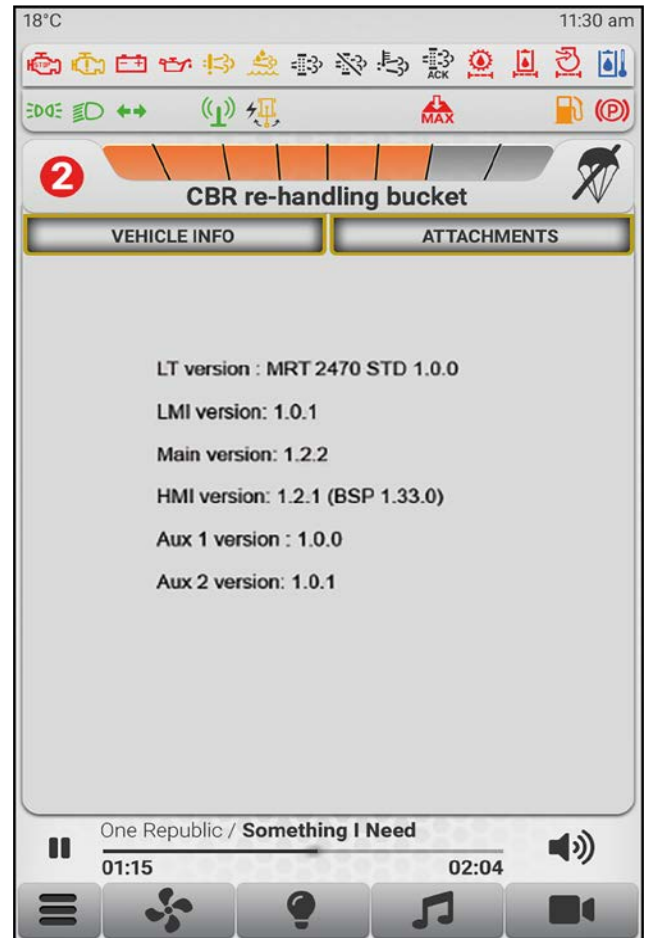 18°C 11:30 am
STOP
ACK
MAX
P
2
CBR re-handling bucket
VEHICLE INFO ATTACHMENTS
LT version : MRT 2470 STD 1.0.0
LMI version: 1.0.1
Main version: 1.2.2
HMI version: 1.2.1 (BSP 1.33.0)
Aux 1 version : 1.0.0
Aux 2 version: 1.0.1
One Republic / Something I Need
01:15 02:04